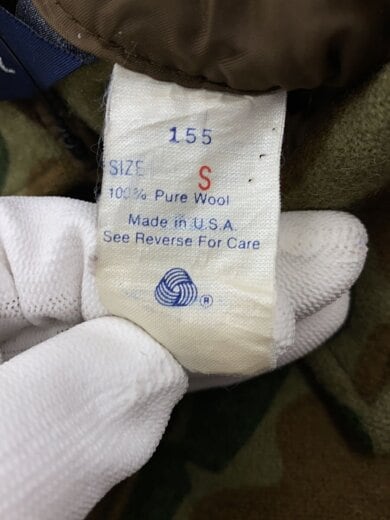 155
SIZE S
100% Pure Wool
Made in U.S.A.
See Reverse For Care
®